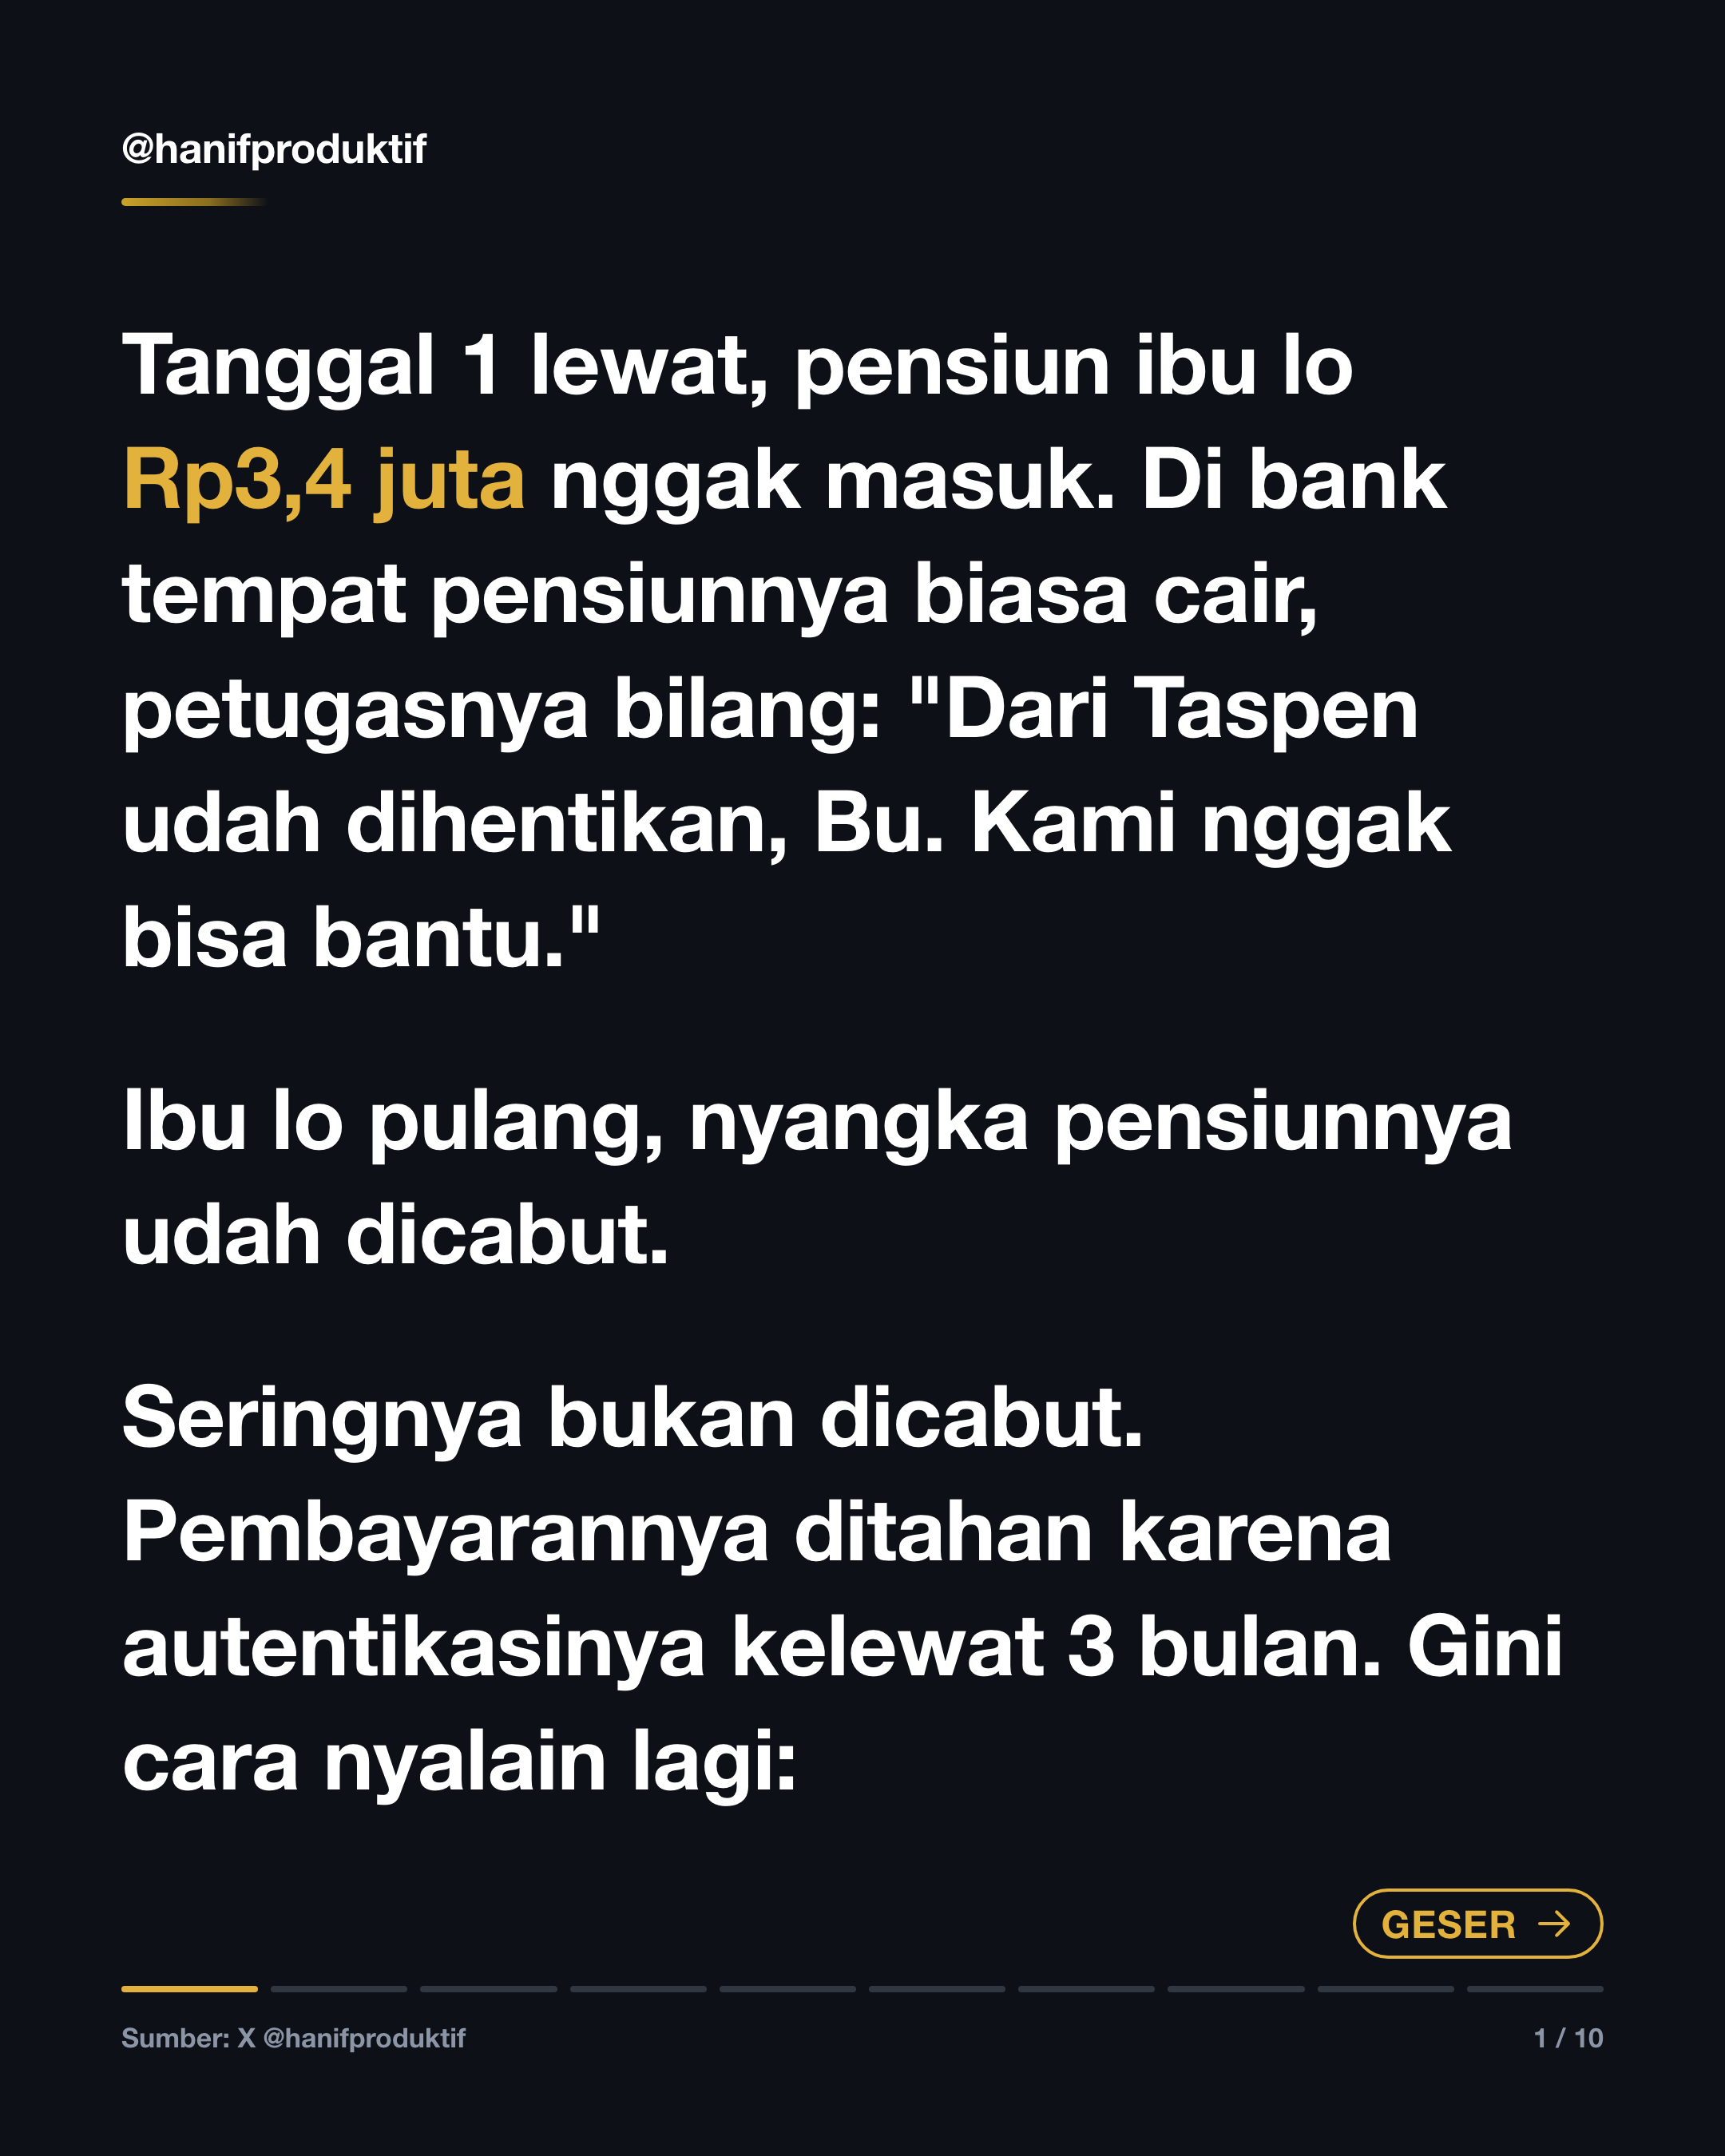 @hanifproduktif
Tanggal 1 lewat, pensiun ibu lo
Rp3,4 juta nggak masuk. Di bank
tempat pensiunnya biasa cair,
petugasnya bilang: "Dari Taspen
udah dihentikan, Bu. Kami nggak
bisa bantu."
Ibu lo pulang, nyangka pensiunnya
udah dicabut.
Seringnya bukan dicabut.
Pembayarannya ditahan karena
autentikasinya kelewat 3 bulan. Gini
cara nyalain lagi:
GESER →
Sumber: X @hanifproduktif
1 / 10